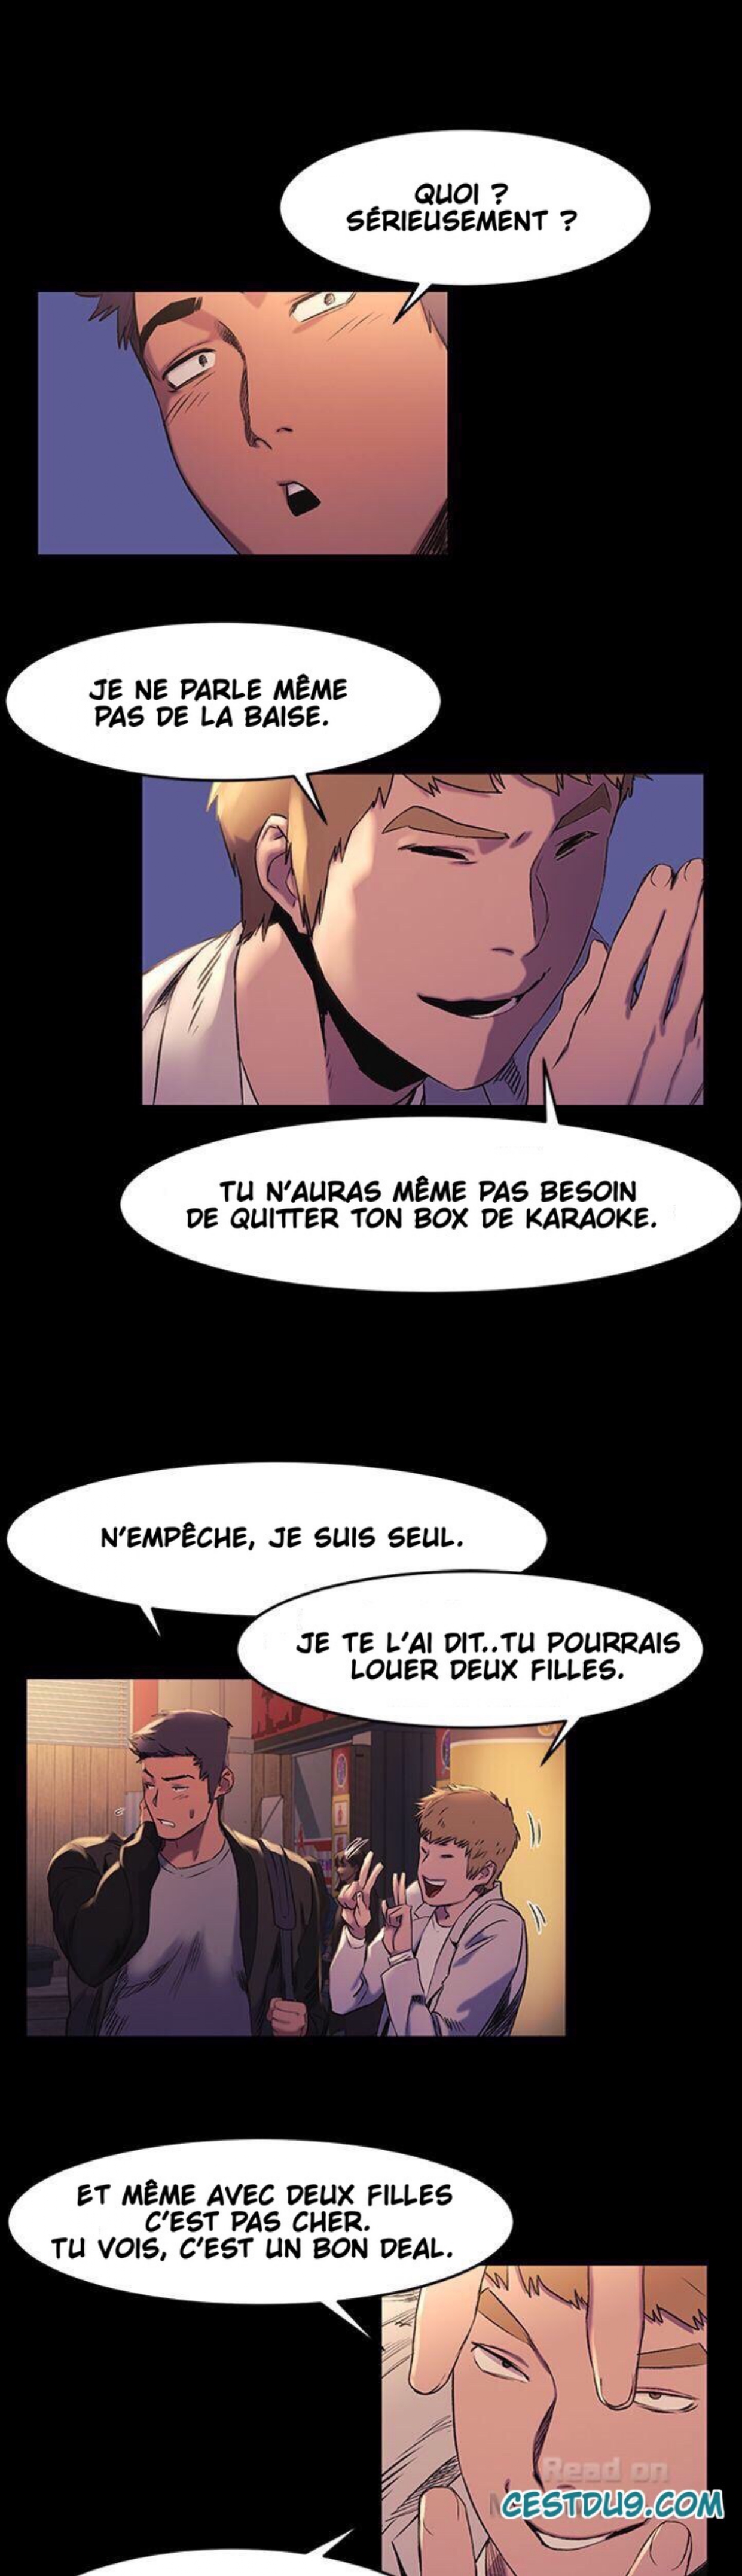 QUOI ?
SÉRIEUSEMENT ?
JE NE PARLE MÊME
PAS DE LA BAISE.
TU N'AURAS MÊME PAS BESOIN
DE QUITTER TON BOX DE KARAOKE.
N'EMPÊCHE, JE SUIS SEUL.
JE TE L'AI DIT..TU POURRAIS
LOUER DEUX FILLES.
ET MÊME AVEC DEUX FILLES
C'EST PAS CHER.
TU VOIS, C'EST UN BON DEAL.
Read on
CESTDU9.COM